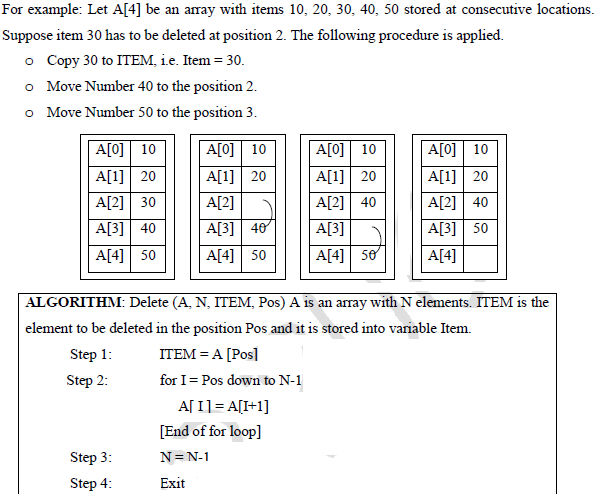 For example: Let A[4] be an array with items 10, 20, 30, 40, 50 stored at consecutive locations.
Suppose item 30 has to be deleted at position 2. The following procedure is applied.
o Copy 30 to ITEM, i.e. Item = 30.
o Move Number 40 to the position 2.
o Move Number 50 to the position 3.
A[0] 10 A[0] 10 A[0] 10 A[0] 10
A[1] 20 A[1] 20 A[1] 20 A[1] 20
A[2] 30 A[2] A[2] 40 A[2] 40
A[3] 40 A[3] 40 A[3] A[3] 50
A[4] 50 A[4] 50 A[4] 50 A[4]
ALGORITHM: Delete (A, N, ITEM, Pos) A is an array with N elements. ITEM is the
element to be deleted in the position Pos and it is stored into variable Item.
Step 1: ITEM = A [Pos]
Step 2: for I = Pos down to N-1
A[ I ] = A[I+1]
[End of for loop]
Step 3: N = N-1
Step 4: Exit